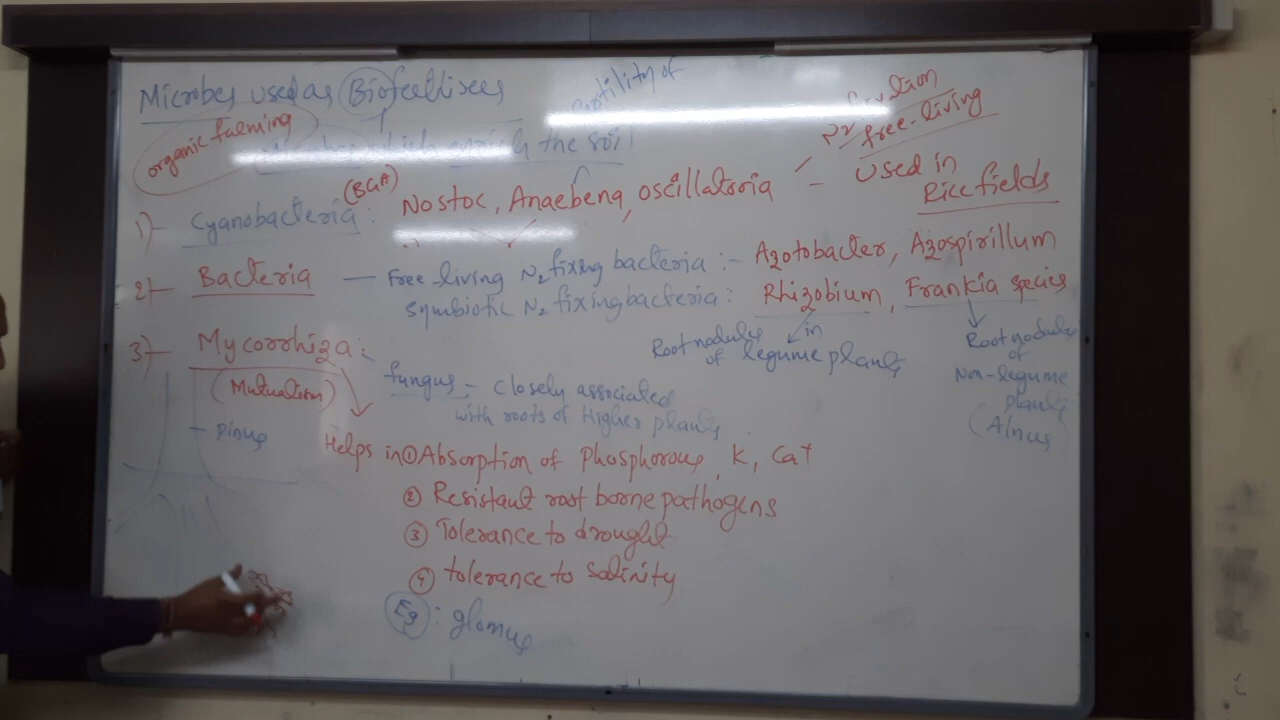 Microbes used as Biofertilisers
fertility of
organic farming
which enrich the soil
free-living
(BGA)
1)- Cyanobacteria: Nostoc, Anaebena, oscillatoria - Used in
Rice fields
2)- Bacteria - Free-living N2 fixing bacteria :- Azotobacter, Azospirillum
symbiotic N2 fixing bacteria: Rhizobium, Frankia species
Root nodules in
of legume plants
Root nodules
of
Non-legume
plants
(Alnus)
3)- Mycorrhiza:
(Mutualism)
fungus - closely associated
with roots of Higher plants
- Pinus
Helps in ① Absorption of Phosphorous, K, Ca+
② Resistant root borne pathogens
③ Tolerance to drought
④ tolerance to salinity
Eg: glomus